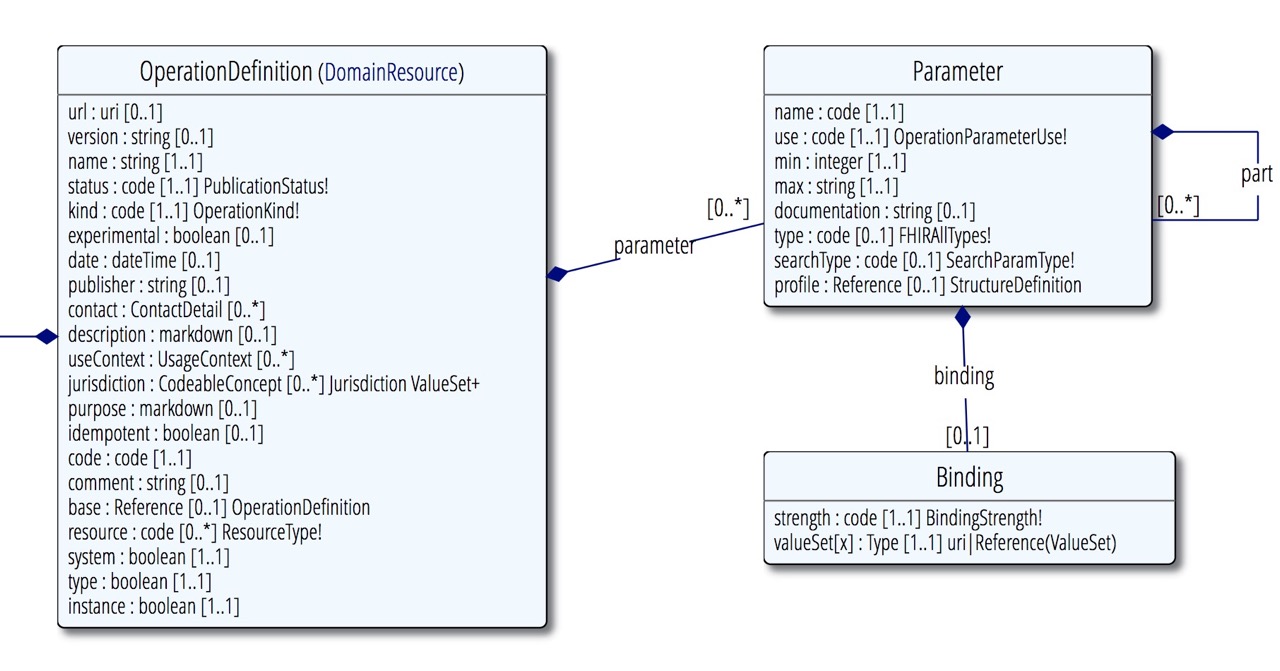 OperationDefinition (DomainResource)
url : uri [0..1]
version : string [0..1]
name : string [1..1]
status : code [1..1] PublicationStatus!
kind : code [1..1] OperationKind!
experimental : boolean [0..1]
date : dateTime [0..1]
publisher : string [0..1]
contact : ContactDetail [0..*]
description : markdown [0..1]
useContext : UsageContext [0..*]
jurisdiction : CodeableConcept [0..*] Jurisdiction ValueSet+
purpose : markdown [0..1]
idempotent : boolean [0..1]
code : code [1..1]
comment : string [0..1]
base : Reference [0..1] OperationDefinition
resource : code [0..*] ResourceType!
system : boolean [1..1]
type : boolean [1..1]
instance : boolean [1..1]
parameter
[0..*]
Parameter
name : code [1..1]
use : code [1..1] OperationParameterUse!
min : integer [1..1]
max : string [1..1]
documentation : string [0..1]
type : code [0..1] FHIRAllTypes!
searchType : code [0..1] SearchParamType!
profile : Reference [0..1] StructureDefinition
part
[0..*]
binding
[0..1]
Binding
strength : code [1..1] BindingStrength!
valueSet[x] : Type [1..1] uri|Reference(ValueSet)